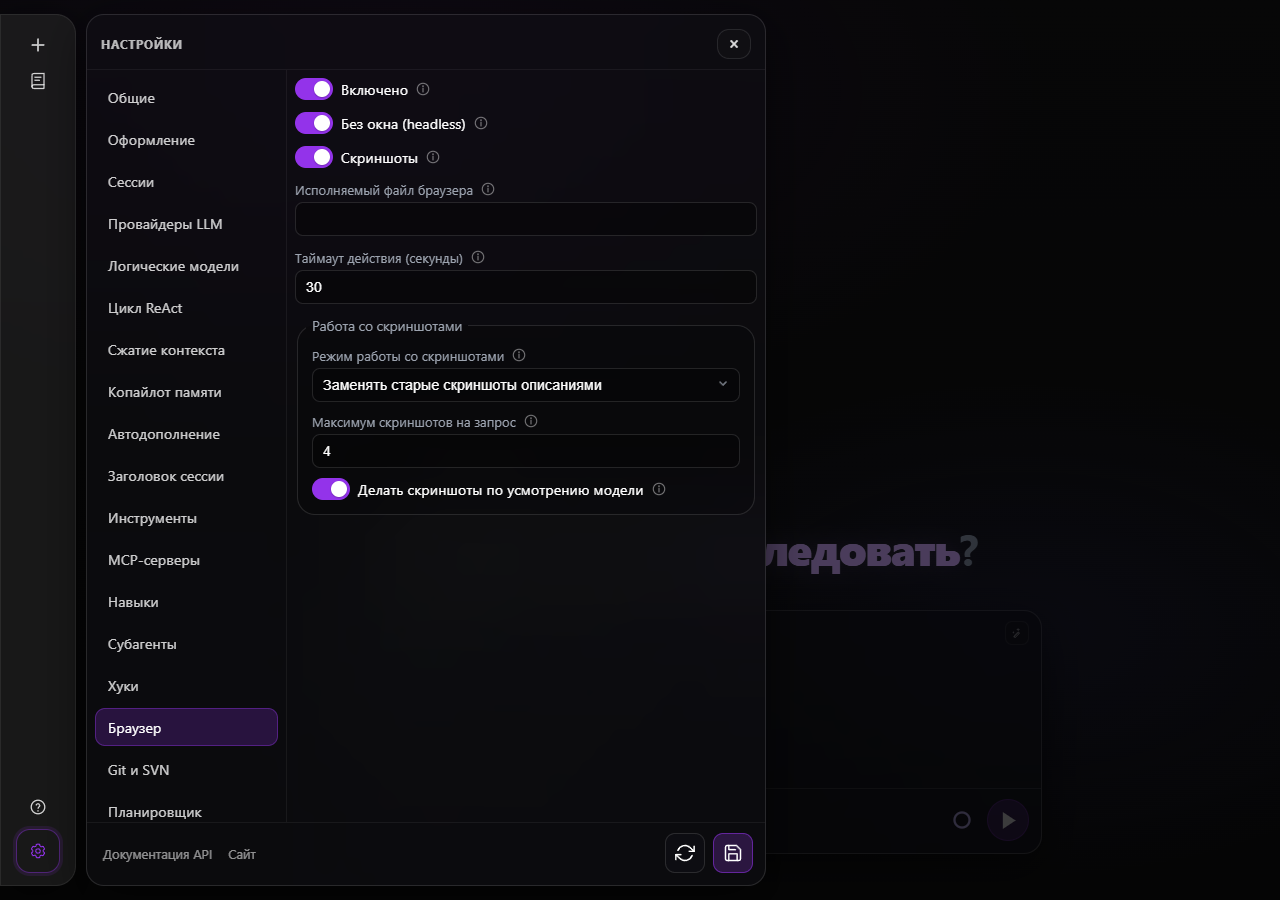 НАСТРОЙКИ
Общие
Оформление
Сессии
Провайдеры LLM
Логические модели
Цикл ReAct
Сжатие контекста
Копайлот памяти
Автодополнение
Заголовок сессии
Инструменты
MCP-серверы
Навыки
Субагенты
Хуки
Браузер
Git и SVN
Планировщик
Включено
Без окна (headless)
Скриншоты
Исполняемый файл браузера
Таймаут действия (секунды)
30
Работа со скриншотами
Режим работы со скриншотами
Заменять старые скриншоты описаниями
Максимум скриншотов на запрос
4
Делать скриншоты по усмотрению модели
Документация API Сайт
ледовать?